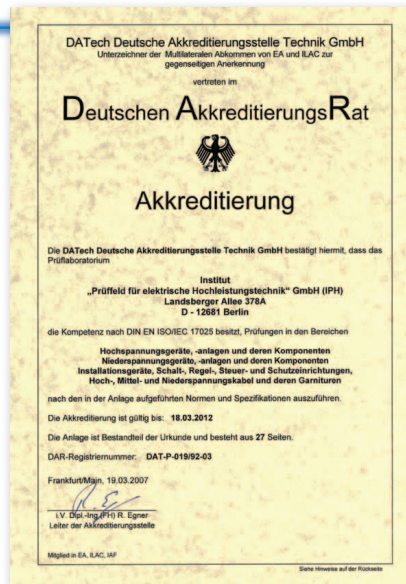 DATech Deutsche Akkreditierungsstelle Technik GmbH
Unterzeichner der Multilateralen Abkommen von EA und ILAC zur
gegenseitigen Anerkennung
vertreten im
Deutschen AkkreditierungsRat
Akkreditierung
Die DATech Deutsche Akkreditierungsstelle Technik GmbH bestätigt hiermit, dass das
Prüflaboratorium
Institut
„Prüffeld für elektrische Hochleistungstechnik" GmbH (IPH)
Landsberger Allee 378A
D - 12681 Berlin
die Kompetenz nach DIN EN ISO/IEC 17025 besitzt, Prüfungen in den Bereichen
Hochspannungsgeräte, -anlagen und deren Komponenten
Niederspannungsgeräte, -anlagen und deren Komponenten
Installationsgeräte, Schalt-, Regel-, Steuer- und Schutzeinrichtungen,
Hoch-, Mittel- und Niederspannungskabel und deren Garnituren
nach den in der Anlage aufgeführten Normen und Spezifikationen auszuführen.
Die Akkreditierung ist gültig bis: 18.03.2012
Die Anlage ist Bestandteil der Urkunde und besteht aus 27 Seiten.
DAR-Registriernummer: DAT-P-019/92-03
Frankfurt/Main, 19.03.2007
i.V. Dipl.-Ing.(FH) R. Egner
Leiter der Akkreditierungsstelle
Mitglied in EA, ILAC, IAF
Siehe Hinweise auf der Rückseite